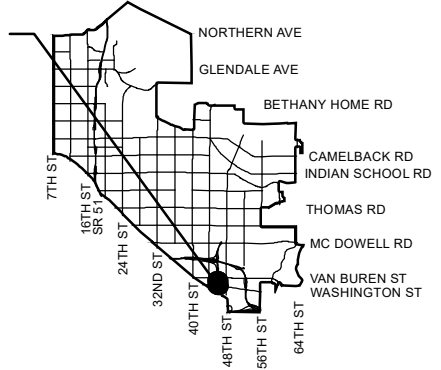 NORTHERN AVE
GLENDALE AVE
BETHANY HOME RD
CAMELBACK RD
INDIAN SCHOOL RD
THOMAS RD
MC DOWELL RD
VAN BUREN ST
WASHINGTON ST
7TH ST
16TH ST
SR 51
24TH ST
32ND ST
40TH ST
48TH ST
56TH ST
64TH ST